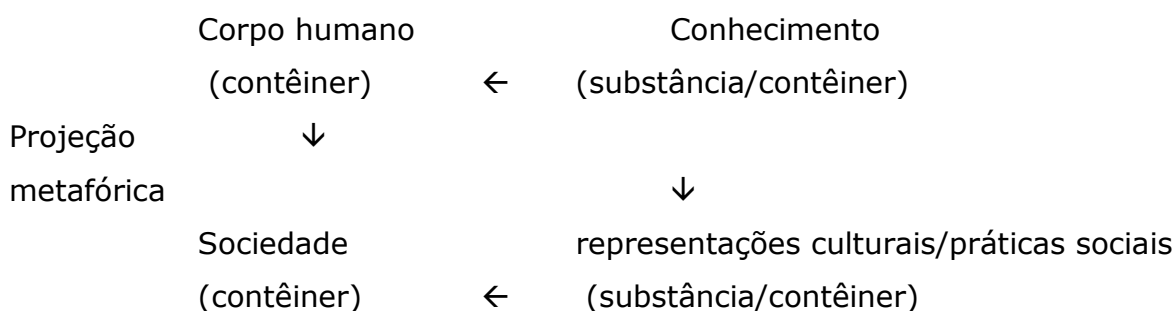 Corpo humano Conhecimento
(contêiner) ← (substância/contêiner)
Projeção ↓
metafórica ↓
Sociedade representações culturais/práticas sociais
(contêiner) ← (substância/contêiner)